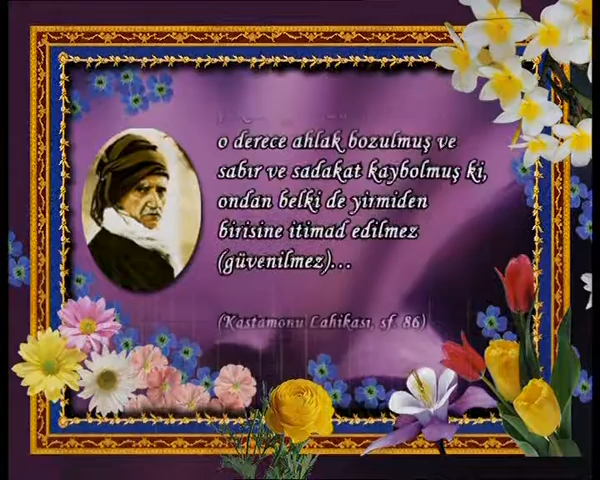 o derece ahlak bozulmuş ve
sabır ve sadakat kaybolmuş ki,
ondan belki de yirmiden
birisine itimad edilmez
(güvenilmez)...
(Kastamonu Lahikası, sf. 86)